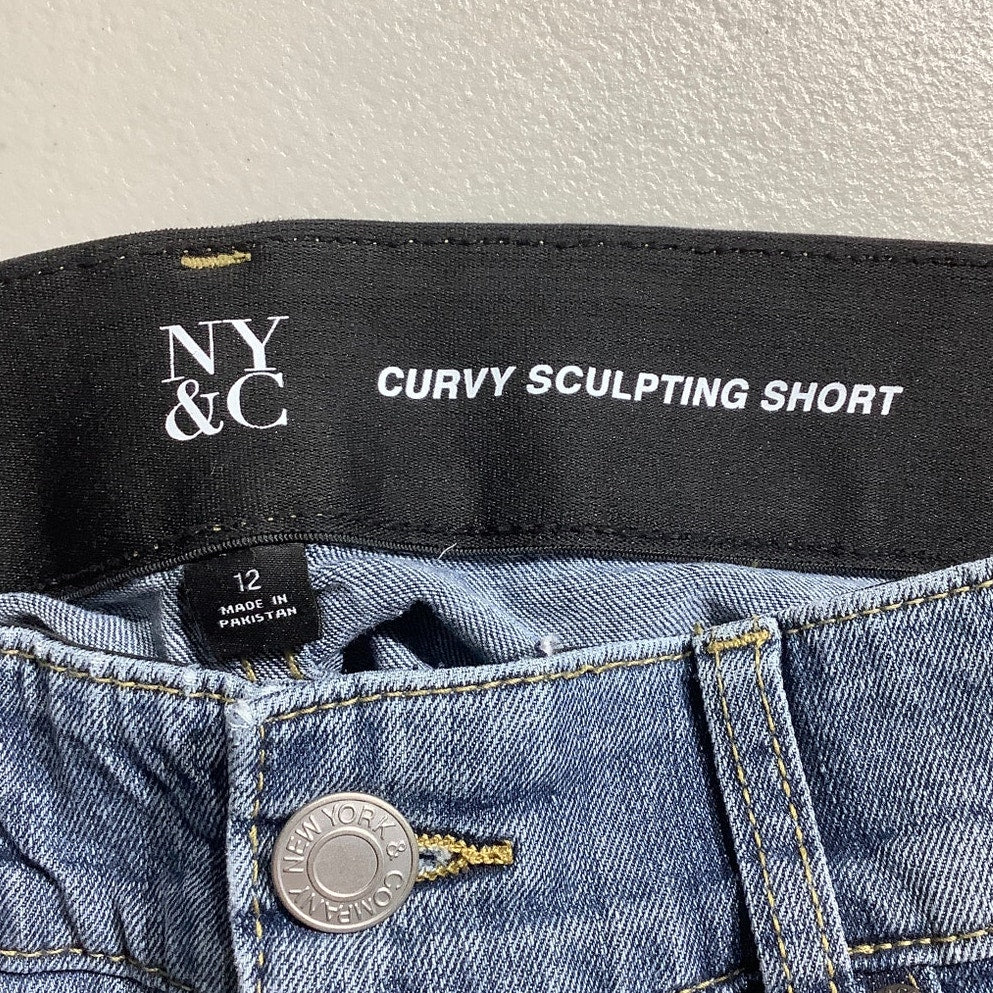 NY
&C
CURVY SCULPTING SHORT
12
MADE IN
PAKISTAN
NEW YORK & COMPANY